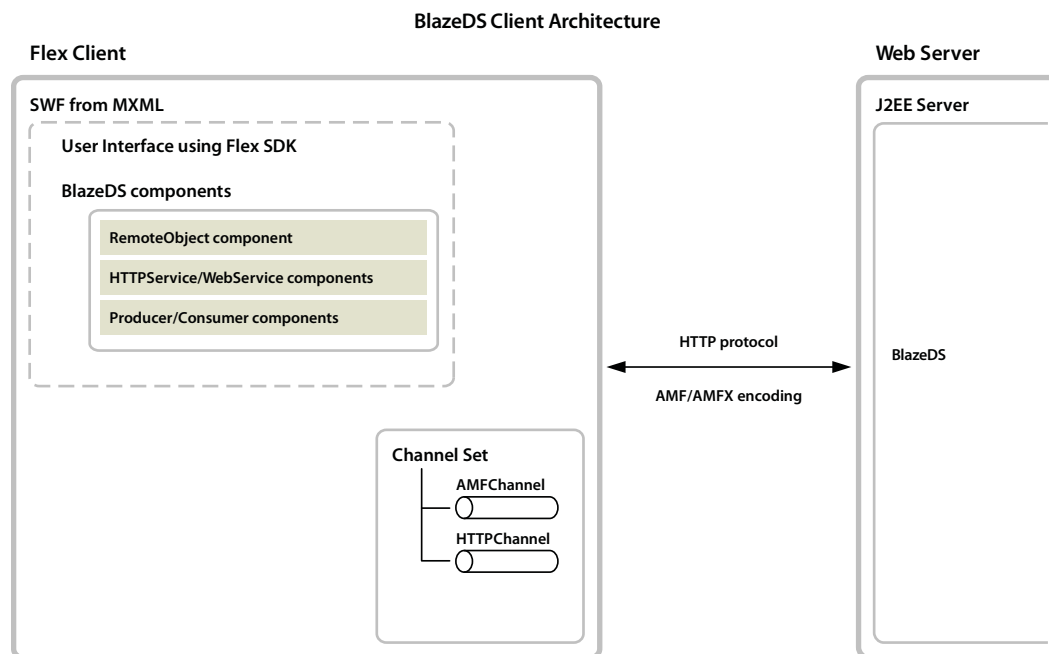 BlazeDS Client Architecture
Flex Client
SWF from MXML
User Interface using Flex SDK
BlazeDS components
RemoteObject component
HTTPService/WebService components
Producer/Consumer components
Channel Set
AMFChannel
HTTPChannel
HTTP protocol
AMF/AMFX encoding
Web Server
J2EE Server
BlazeDS